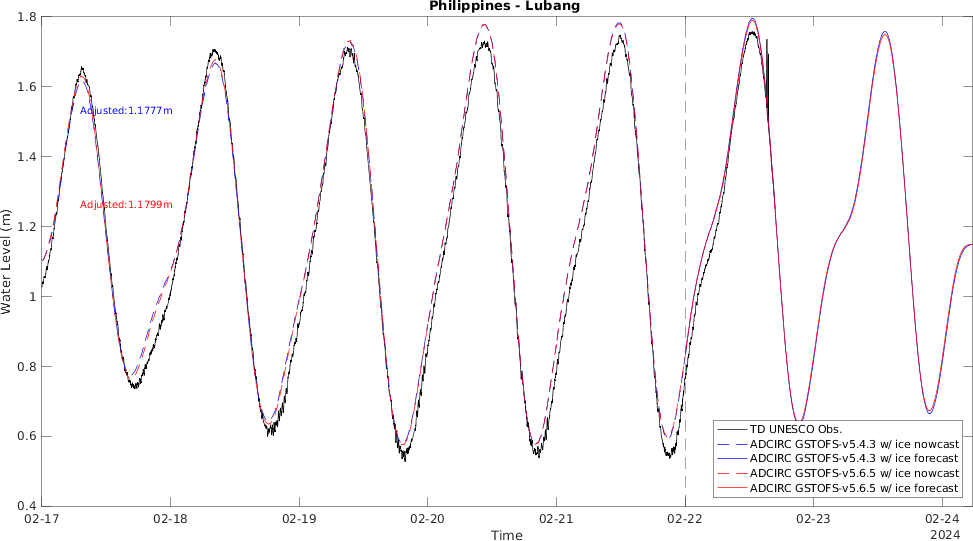 Philippines - Lubang
Water Level (m)
1.8
1.6
1.4
1.2
1
0.8
0.6
0.4
Adjusted:1.1777m
Adjusted:1.1799m
TD UNESCO Obs.
ADCIRC GSTOFS-v5.4.3 w/ ice nowcast
ADCIRC GSTOFS-v5.4.3 w/ ice forecast
ADCIRC GSTOFS-v5.6.5 w/ ice nowcast
ADCIRC GSTOFS-v5.6.5 w/ ice forecast
02-17 02-18 02-19 02-20 02-21 02-22 02-23 02-24
Time
2024